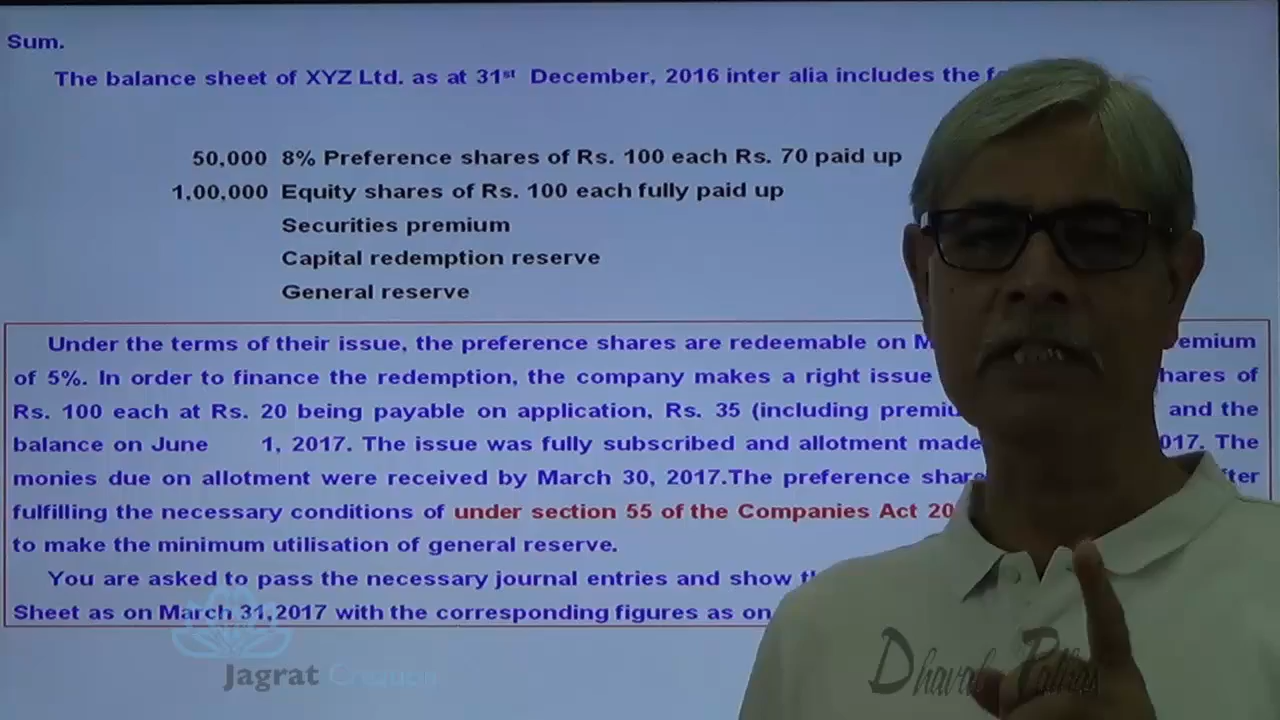 Sum.
The balance sheet of XYZ Ltd. as at 31st December, 2016 inter alia includes the
50,000 8% Preference shares of Rs. 100 each Rs. 70 paid up
1,00,000 Equity shares of Rs. 100 each fully paid up
Securities premium
Capital redemption reserve
General reserve
Under the terms of their issue, the preference shares are redeemable on
of 5%. In order to finance the redemption, the company makes a right issue
Rs. 100 each at Rs. 20 being payable on application, Rs. 35 (including and the
balance on June 1, 2017. The issue was fully subscribed and allotment made The
monies due on allotment were received by March 30, 2017.The preference
fulfilling the necessary conditions of under section 55 of the Companies Act
to make the minimum utilisation of general reserve.
You are asked to pass the necessary journal entries and show
Sheet as on March 31,2017 with the corresponding figures as on
Jagrat Creation
Dhaval